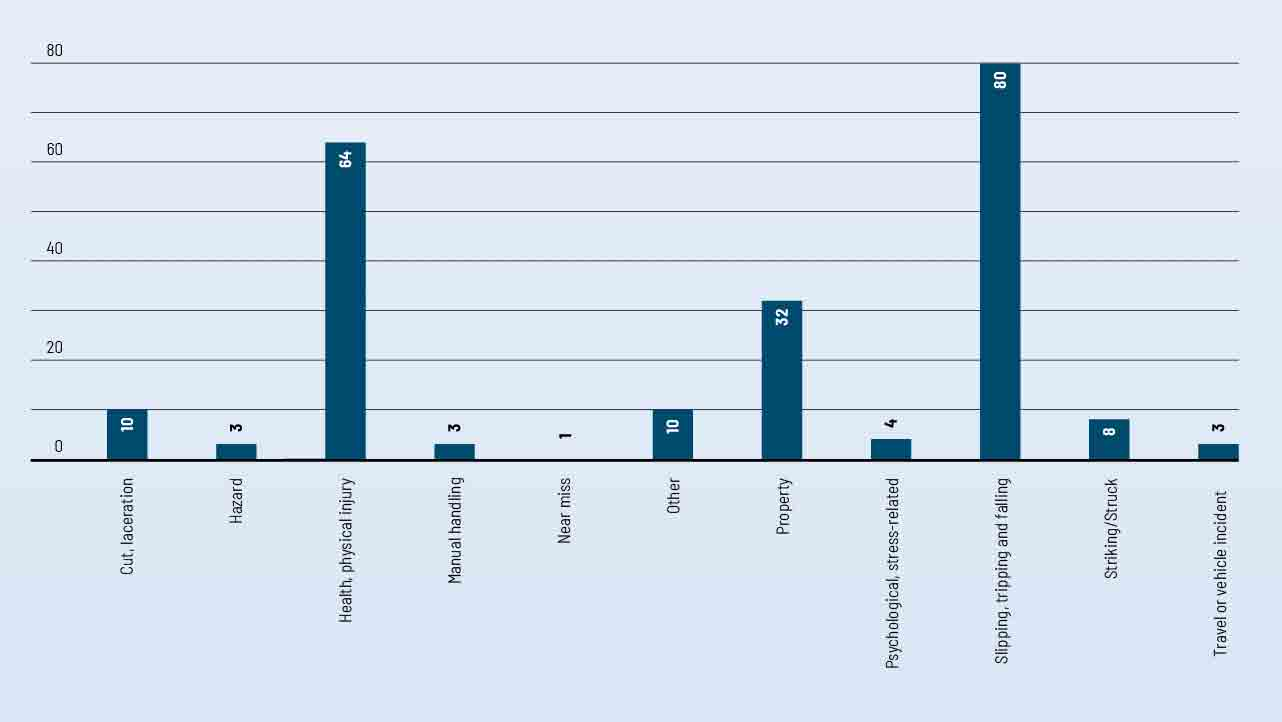 80
60
40
20
0
10
3
64
3
1
10
32
4
80
8
3
Cut, laceration
Hazard
Health, physical injury
Manual handling
Near miss
Other
Property
Psychological, stress-related
Slipping, tripping and falling
Striking/Struck
Travel or vehicle incident